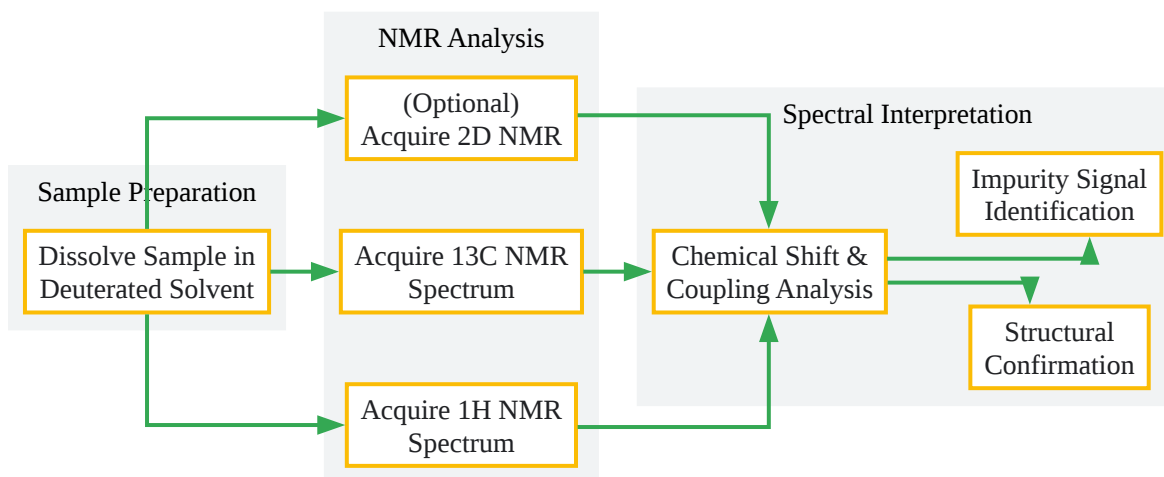 NMR Analysis
(Optional)
Acquire 2D NMR
Spectral Interpretation
Sample Preparation
Impurity Signal
Identification
Dissolve Sample in
Deuterated Solvent
Acquire 13C NMR
Spectrum
Chemical Shift &
Coupling Analysis
Structural
Confirmation
Acquire 1H NMR
Spectrum